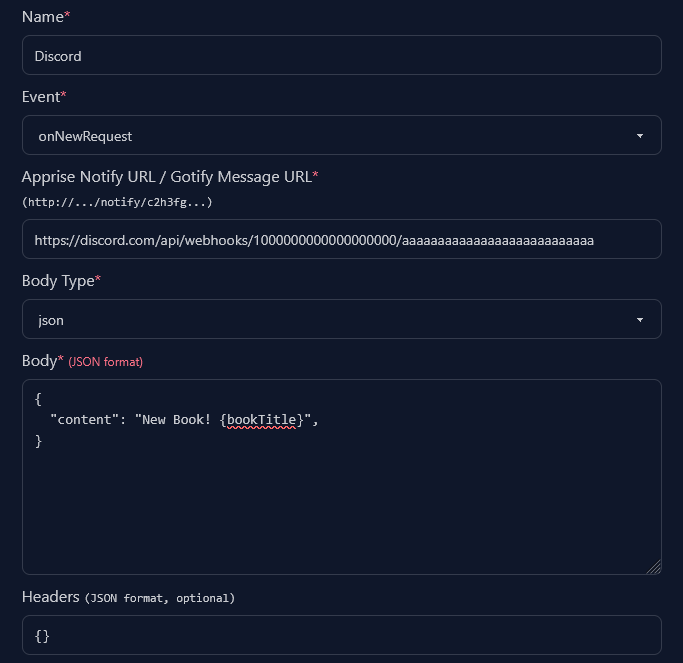 Name*
Discord
Event*
onNewRequest
Apprise Notify URL / Gotify Message URL*
(http://.../notify/c2h3fg...)
https://discord.com/api/webhooks/1000000000000000000/aaaaaaaaaaaaaaaaaaaaaaaaaaa
Body Type*
json
Body* (JSON format)
{
  "content": "New Book! {bookTitle}",
}
Headers (JSON format, optional)
{}